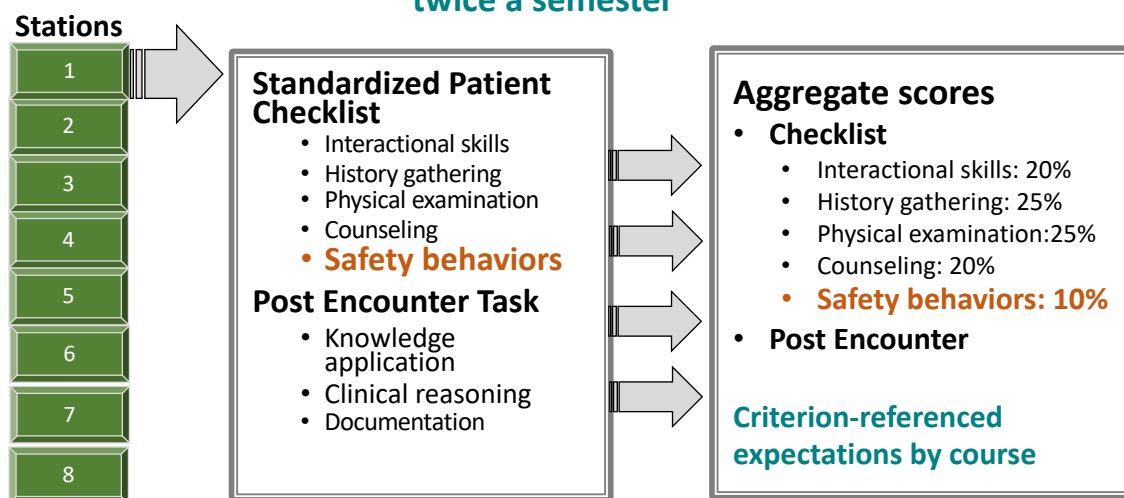 twice a semester
Stations
1
2
3
4
5
6
7
8
Standardized Patient
Checklist
• Interactional skills
• History gathering
• Physical examination
• Counseling
• Safety behaviors
Post Encounter Task
• Knowledge
application
• Clinical reasoning
• Documentation
Aggregate scores
• Checklist
• Interactional skills: 20%
• History gathering: 25%
• Physical examination:25%
• Counseling: 20%
• Safety behaviors: 10%
• Post Encounter
Criterion-referenced
expectations by course